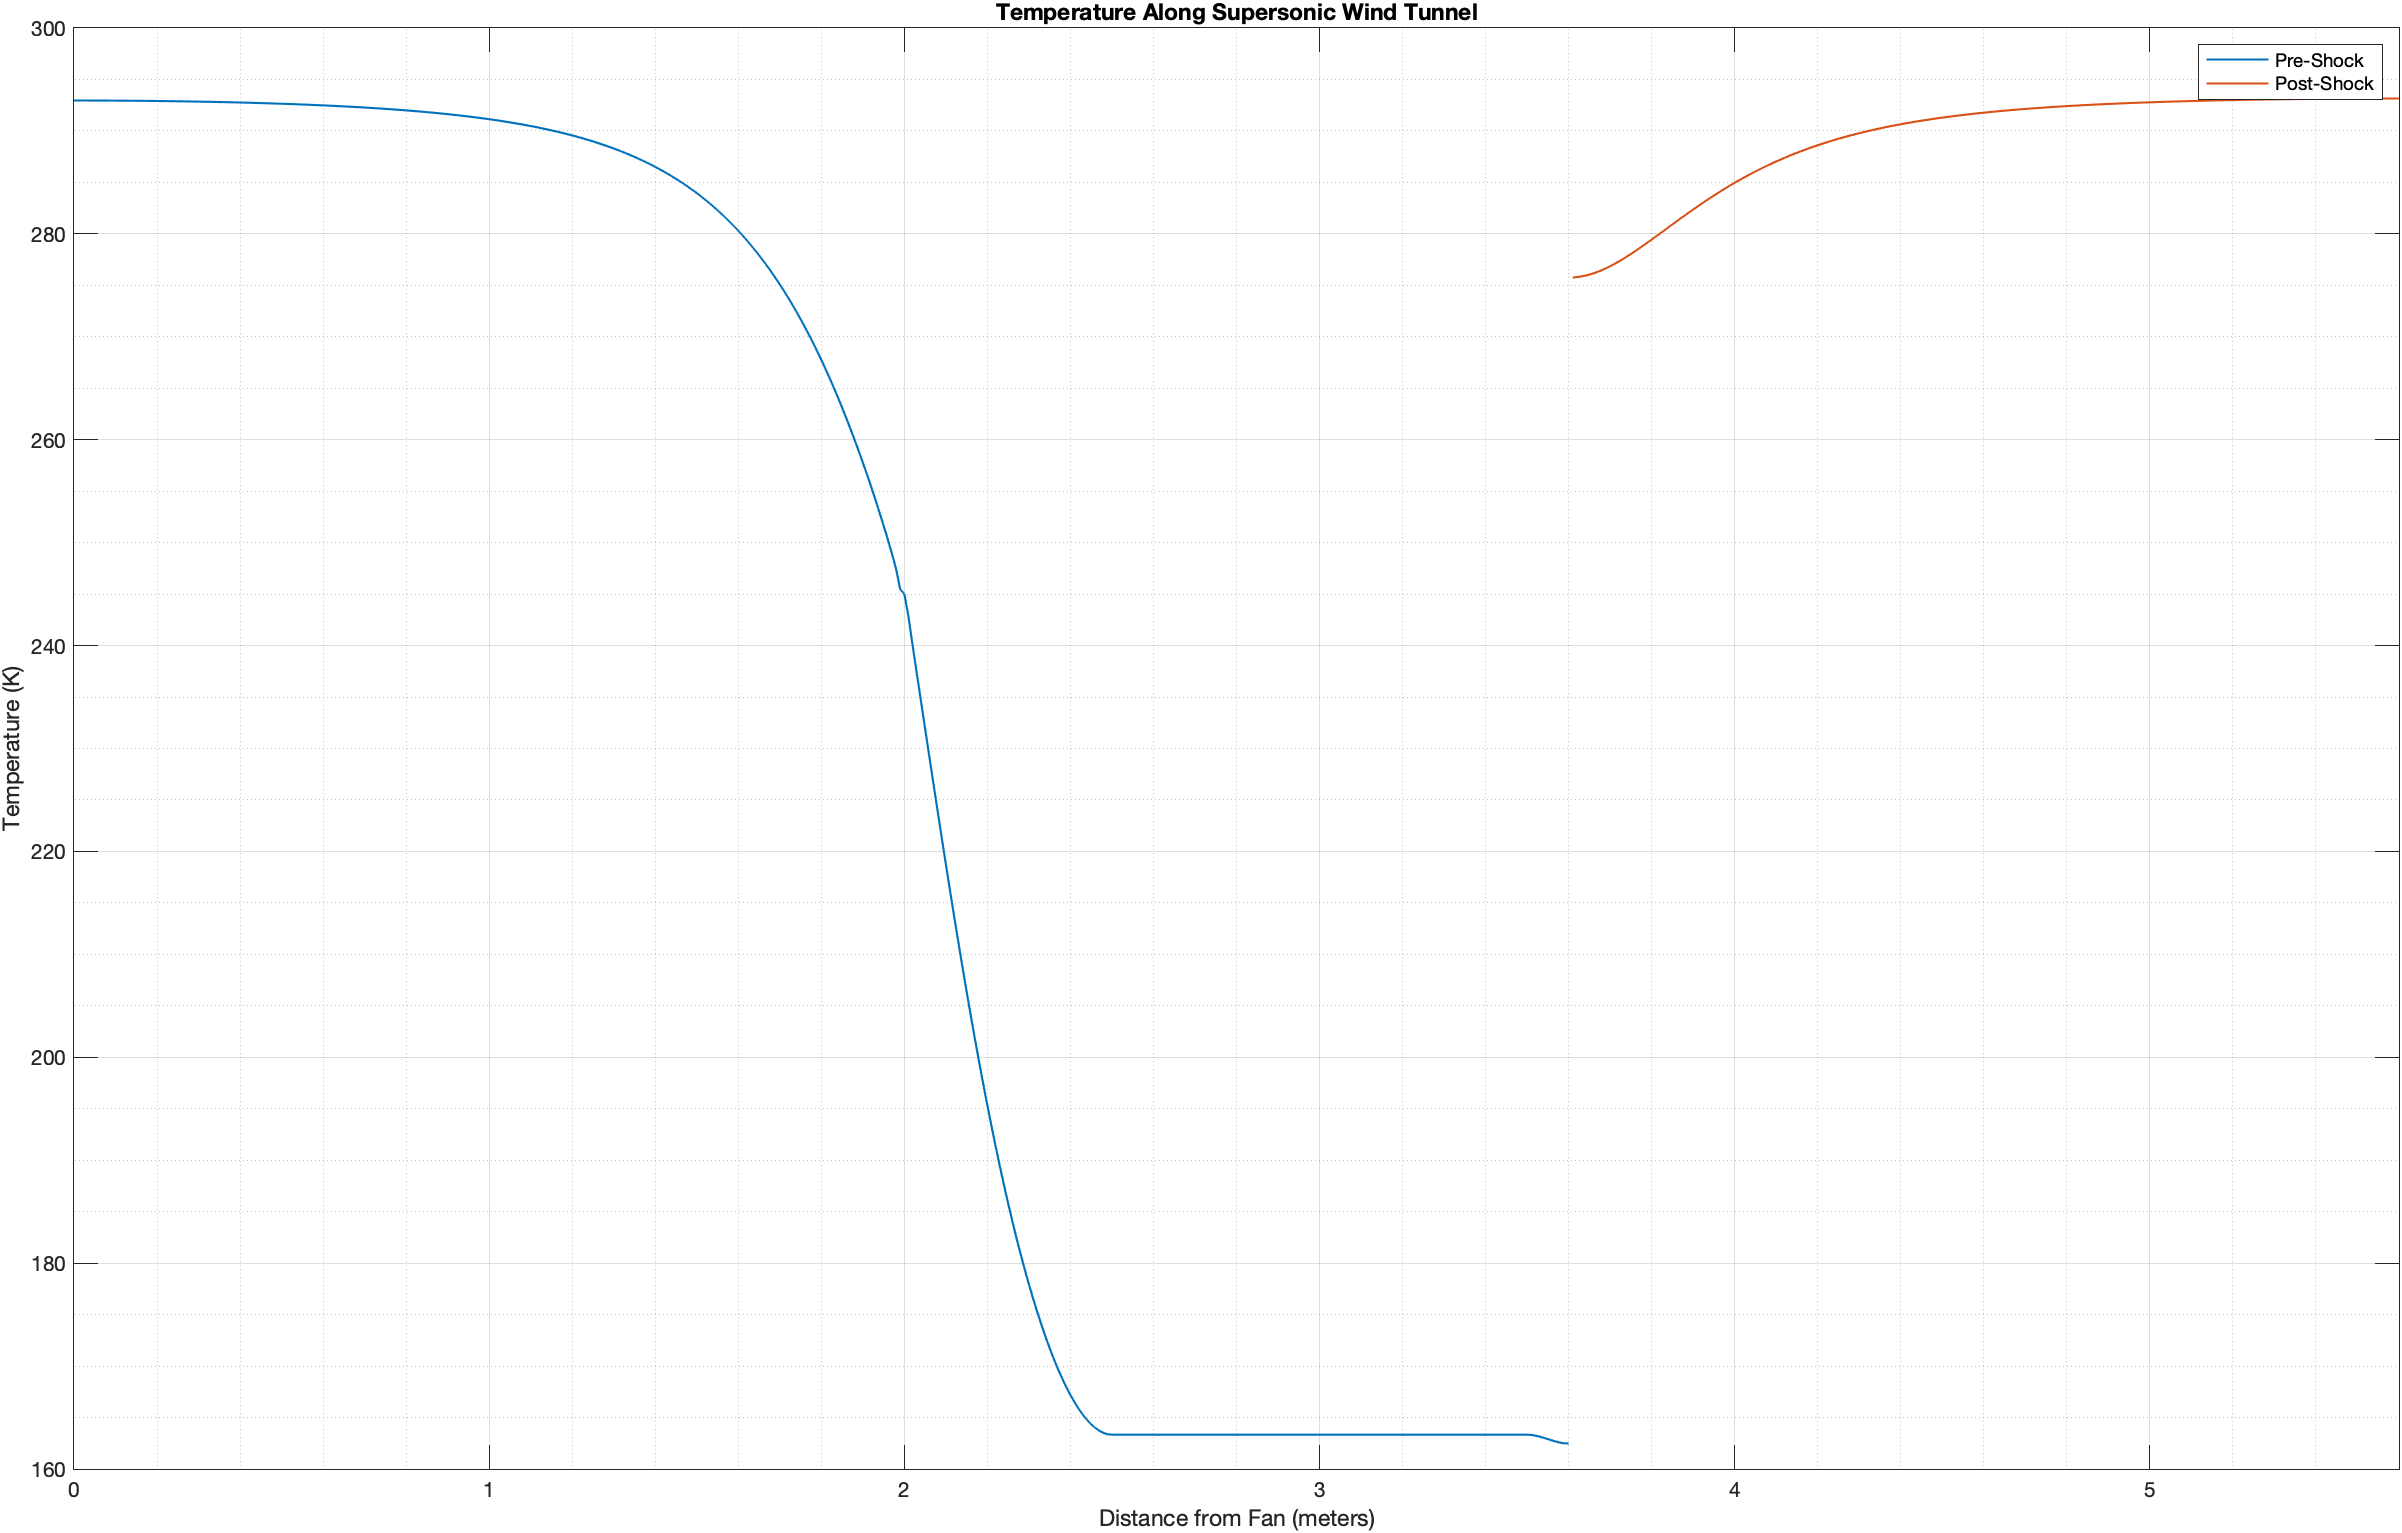 Temperature Along Supersonic Wind Tunnel
Pre-Shock
Post-Shock
Temperature (K)
300
280
260
240
220
200
180
160
0 1 2 3 4 5
Distance from Fan (meters)